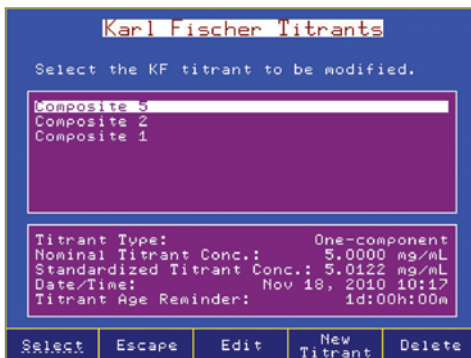 Karl Fischer Titrants
Select the KF titrant to be modified.
Composite 5
Composite 2
Composite 1
Titrant Type: One-component
Nominal Titrant Conc.: 5.0000 mg/mL
Standardized Titrant Conc.: 5.0122 mg/mL
Date/Time: Nov 18, 2010 10:17
Titrant Age Reminder: 1d:00h:00m
Select Escape Edit New Titrant Delete